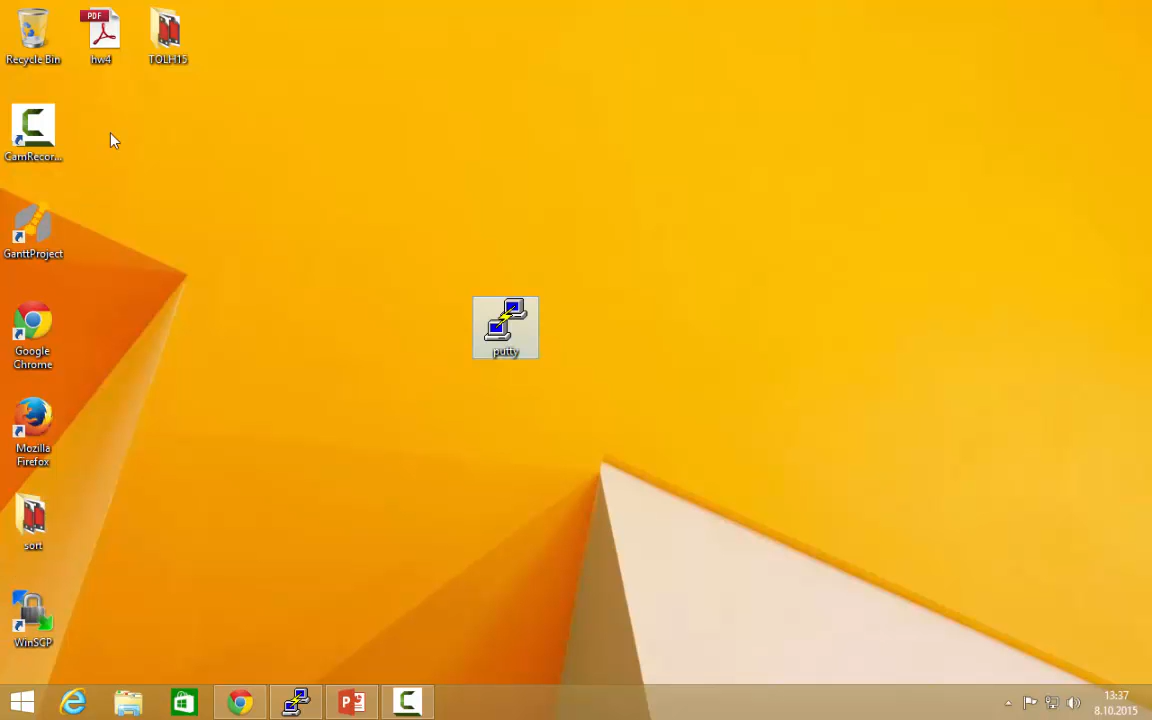 PDF
Recycle Bin
hw4
TOLH15
CamRecor...
GanttProject
putty
Google
Chrome
Mozilla
Firefox
sort
WinSCP
13:37
8.10.2015